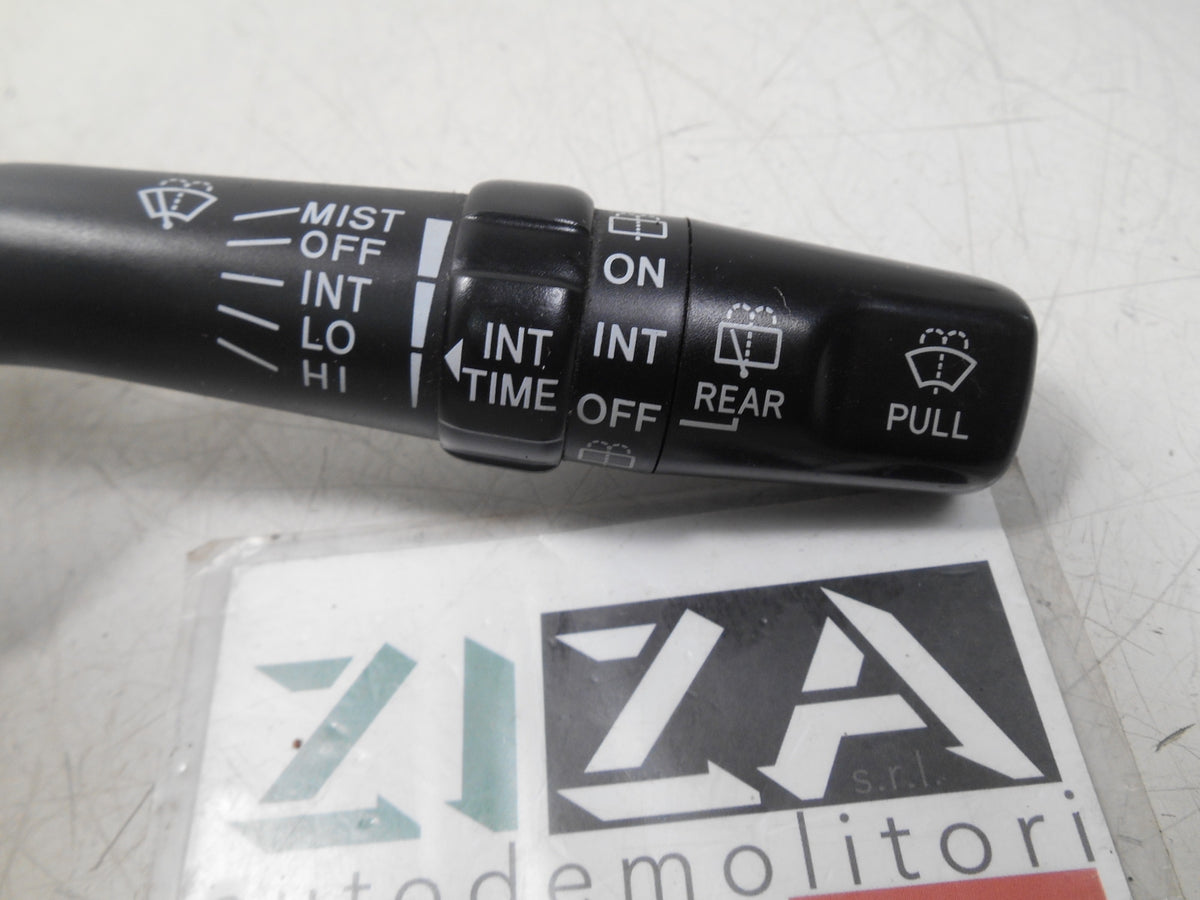 MIST
OFF
INT
LO
HI
INT
TIME
ON
INT
OFF
REAR
PULL
ZIZA
s.r.l.
autodemolitori